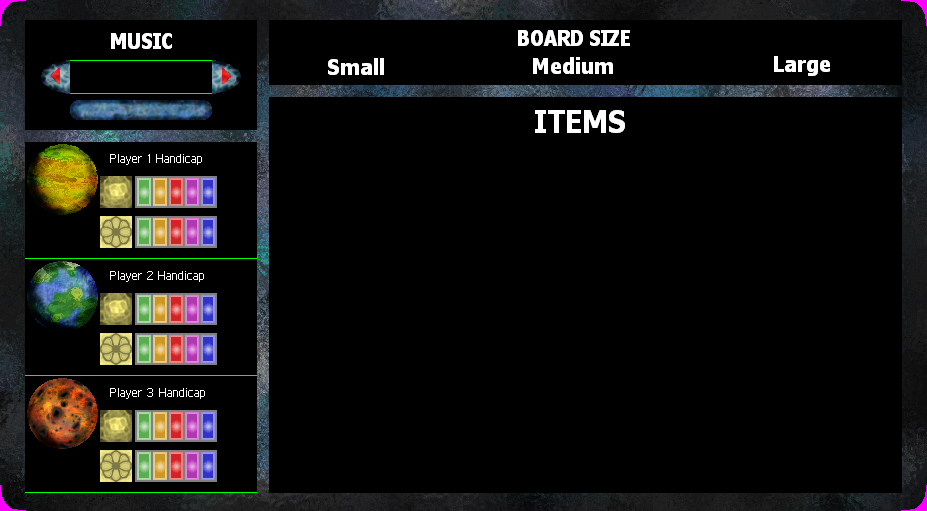 MUSIC
BOARD SIZE
Small
Medium
Large
ITEMS
Player 1 Handicap
Player 2 Handicap
Player 3 Handicap